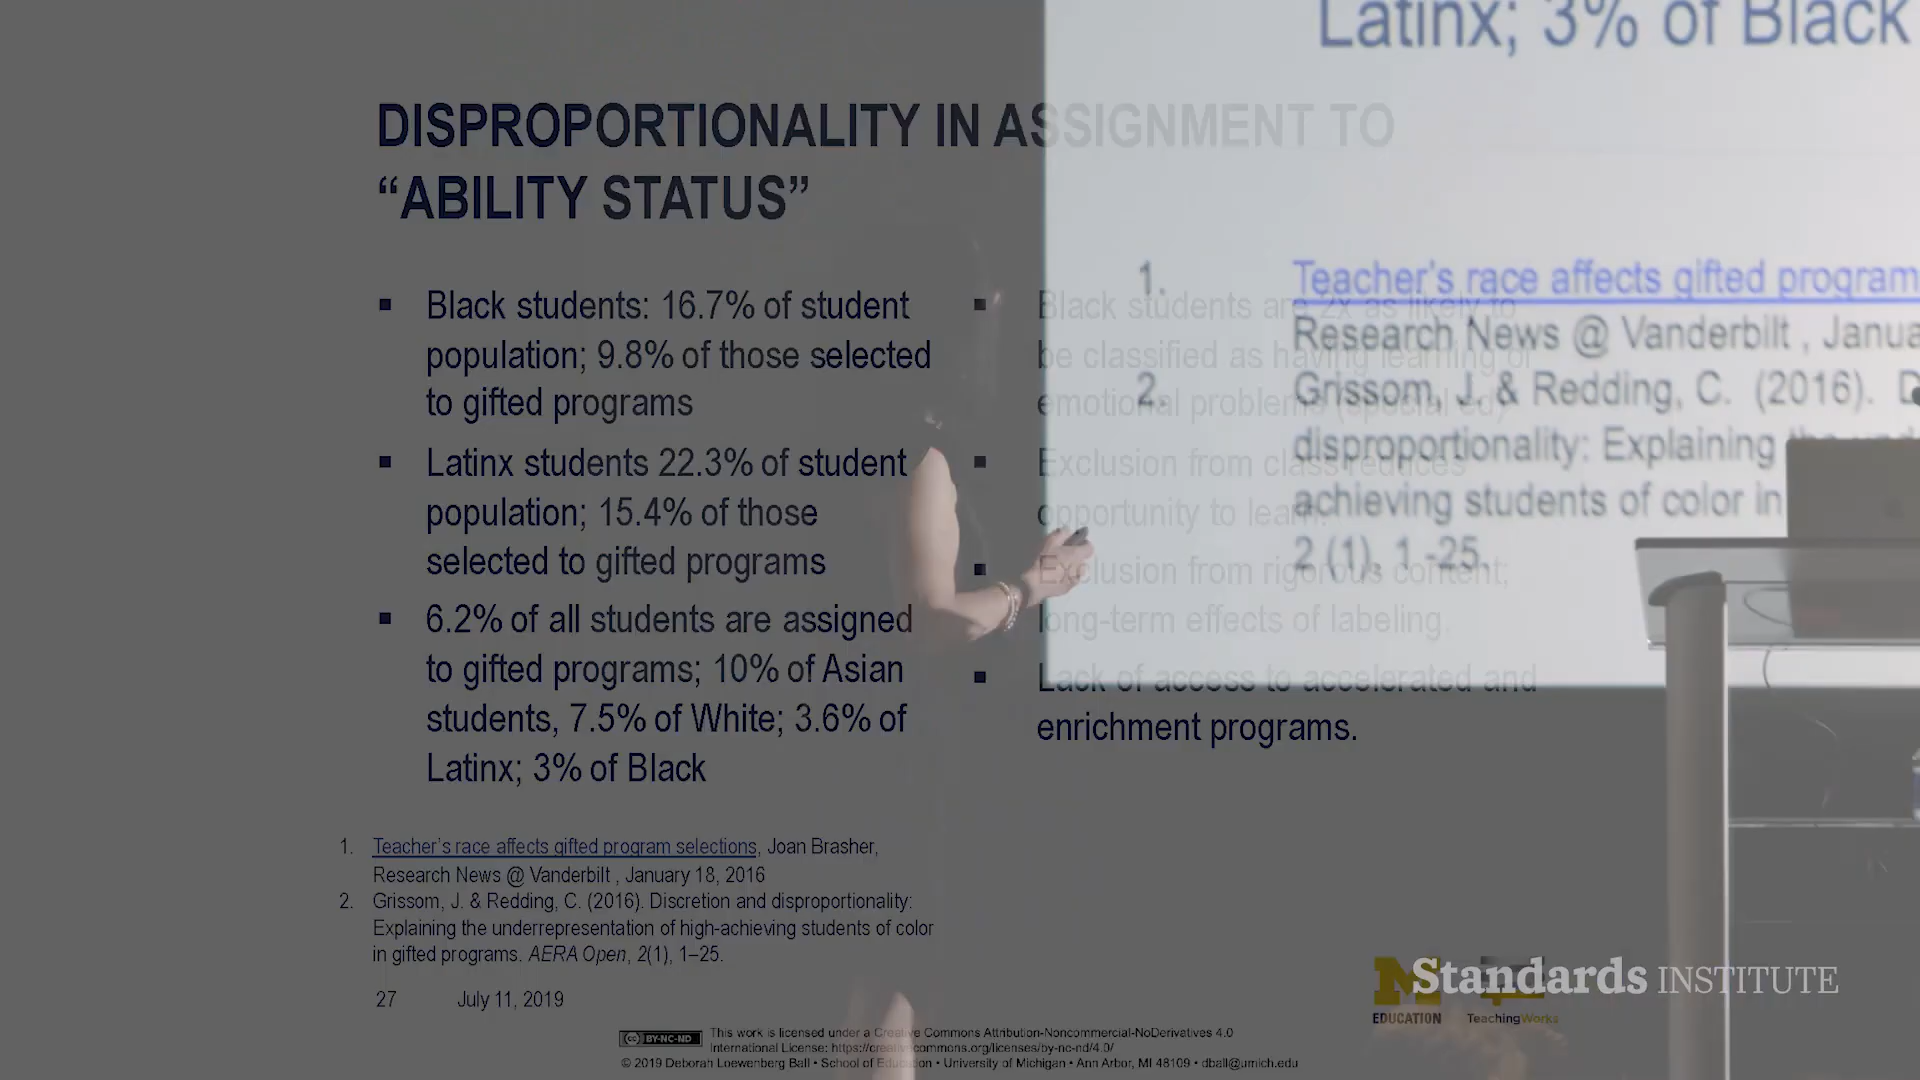 Latinx; 3% of Black
DISPROPORTIONALITY IN ASSIGNMENT TO
“ABILITY STATUS”
▪ Black students: 16.7% of student
population; 9.8% of those selected
to gifted programs
▪ Latinx students 22.3% of student
population; 15.4% of those
selected to gifted programs
▪ 6.2% of all students are assigned
to gifted programs; 10% of Asian
students, 7.5% of White; 3.6% of
Latinx; 3% of Black
▪ Black students are 2x as likely to
be classified as having learning or
emotional problems (special ed)
▪ Exclusion from class reduces
opportunity to learn.
▪ Exclusion from rigorous content;
long-term effects of labeling.
▪ Lack of access to accelerated and
enrichment programs.
1. Teacher’s race affects gifted program
Research News @ Vanderbilt , Janua
2. Grissom, J. & Redding, C. (2016). D
disproportionality: Explaining
achieving students of color in
2 (1), 1 -25.
1. Teacher’s race affects gifted program selections, Joan Brasher,
Research News @ Vanderbilt , January 18, 2016
2. Grissom, J. & Redding, C. (2016). Discretion and disproportionality:
Explaining the underrepresentation of high-achieving students of color
in gifted programs. AERA Open, 2(1), 1–25.
27 July 11, 2019
M
EDUCATION
TeachingWorks
Standards INSTITUTE
CC BY-NC-ND
This work is licensed under a Creative Commons Attribution-Noncommercial-NoDerivatives 4.0
International License: https://creativecommons.org/licenses/by-nc-nd/4.0/
© 2019 Deborah Loewenberg Ball • School of Education • University of Michigan • Ann Arbor, MI 48109 • dball@umich.edu